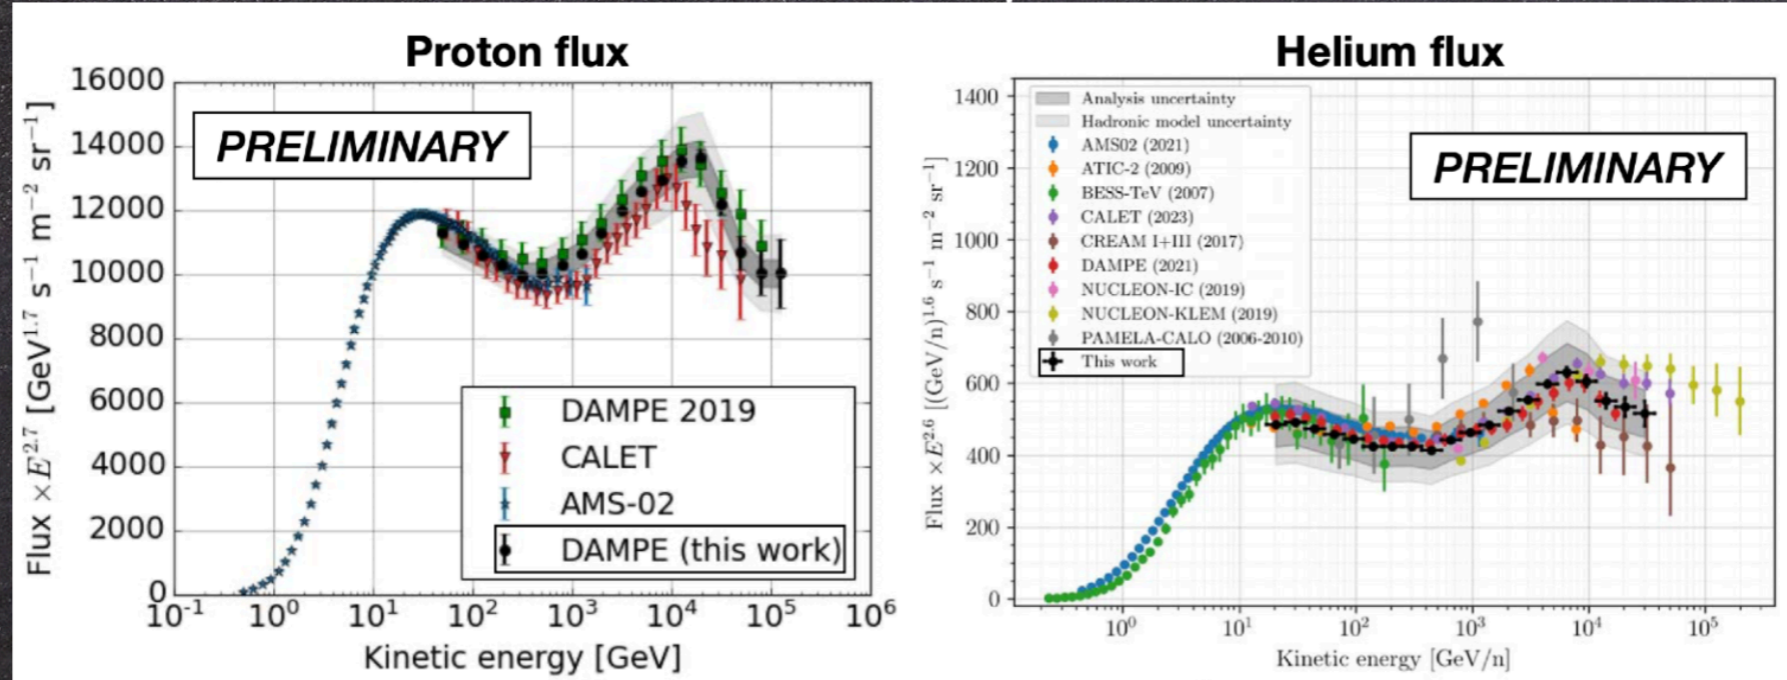 Proton flux
16000
14000
12000
10000
8000
6000
4000
2000
0
Flux ×E^2.7 [GeV^1.7 s^−1 m^−2 sr^−1]
PRELIMINARY
DAMPE 2019
CALET
AMS-02
DAMPE (this work)
10^-1 10^0 10^1 10^2 10^3 10^4 10^5 10^6
Kinetic energy [GeV]
Helium flux
1400
1200
1000
800
600
400
200
0
Flux ×E^2.6 [(GeV/n)^1.6 s^−1 m^−2 sr^−1]
Analysis uncertainty
Hadronic model uncertainty
AMS02 (2021)
ATIC-2 (2009)
BESS-TeV (2007)
CALET (2023)
CREAM I+III (2017)
DAMPE (2021)
NUCLEON-IC (2019)
NUCLEON-KLEM (2019)
PAMELA-CALO (2006-2010)
This work
PRELIMINARY
10^0 10^1 10^2 10^3 10^4 10^5
Kinetic energy [GeV/n]